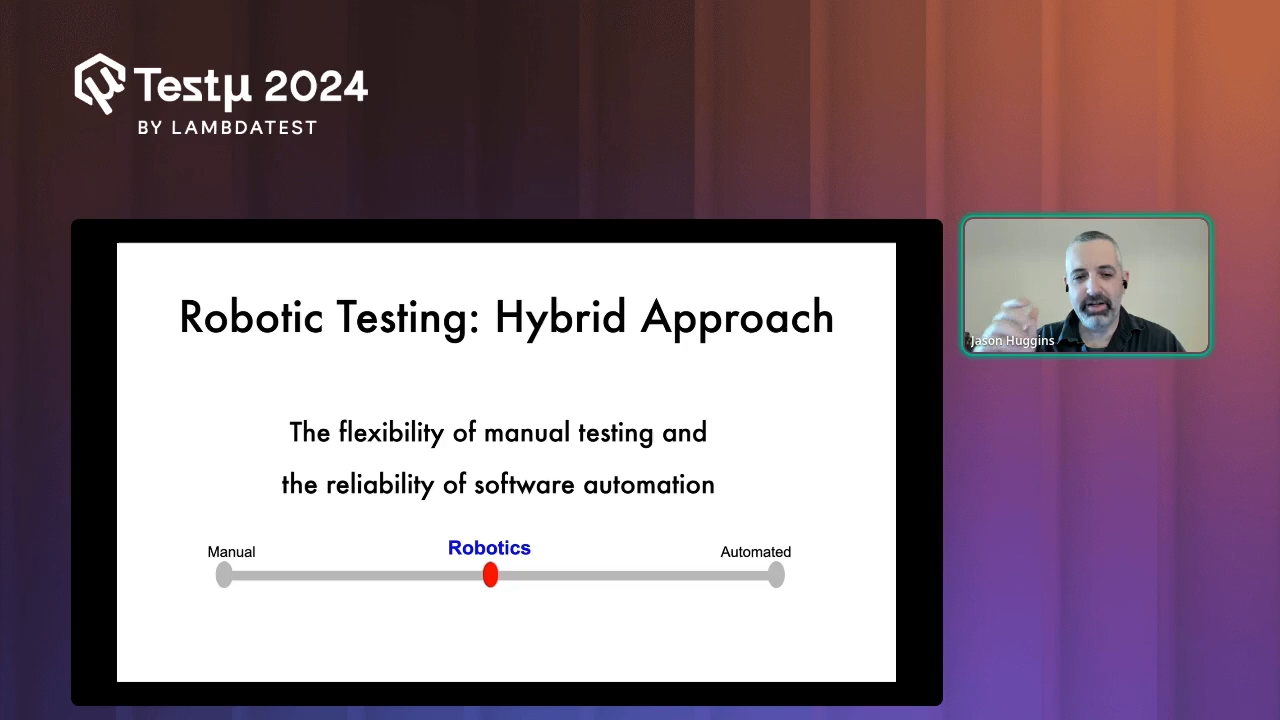 Testμ 2024
BY LAMBDATEST
Robotic Testing: Hybrid Approach
The flexibility of manual testing and
the reliability of software automation
Manual
Robotics
Automated
Jason Huggins